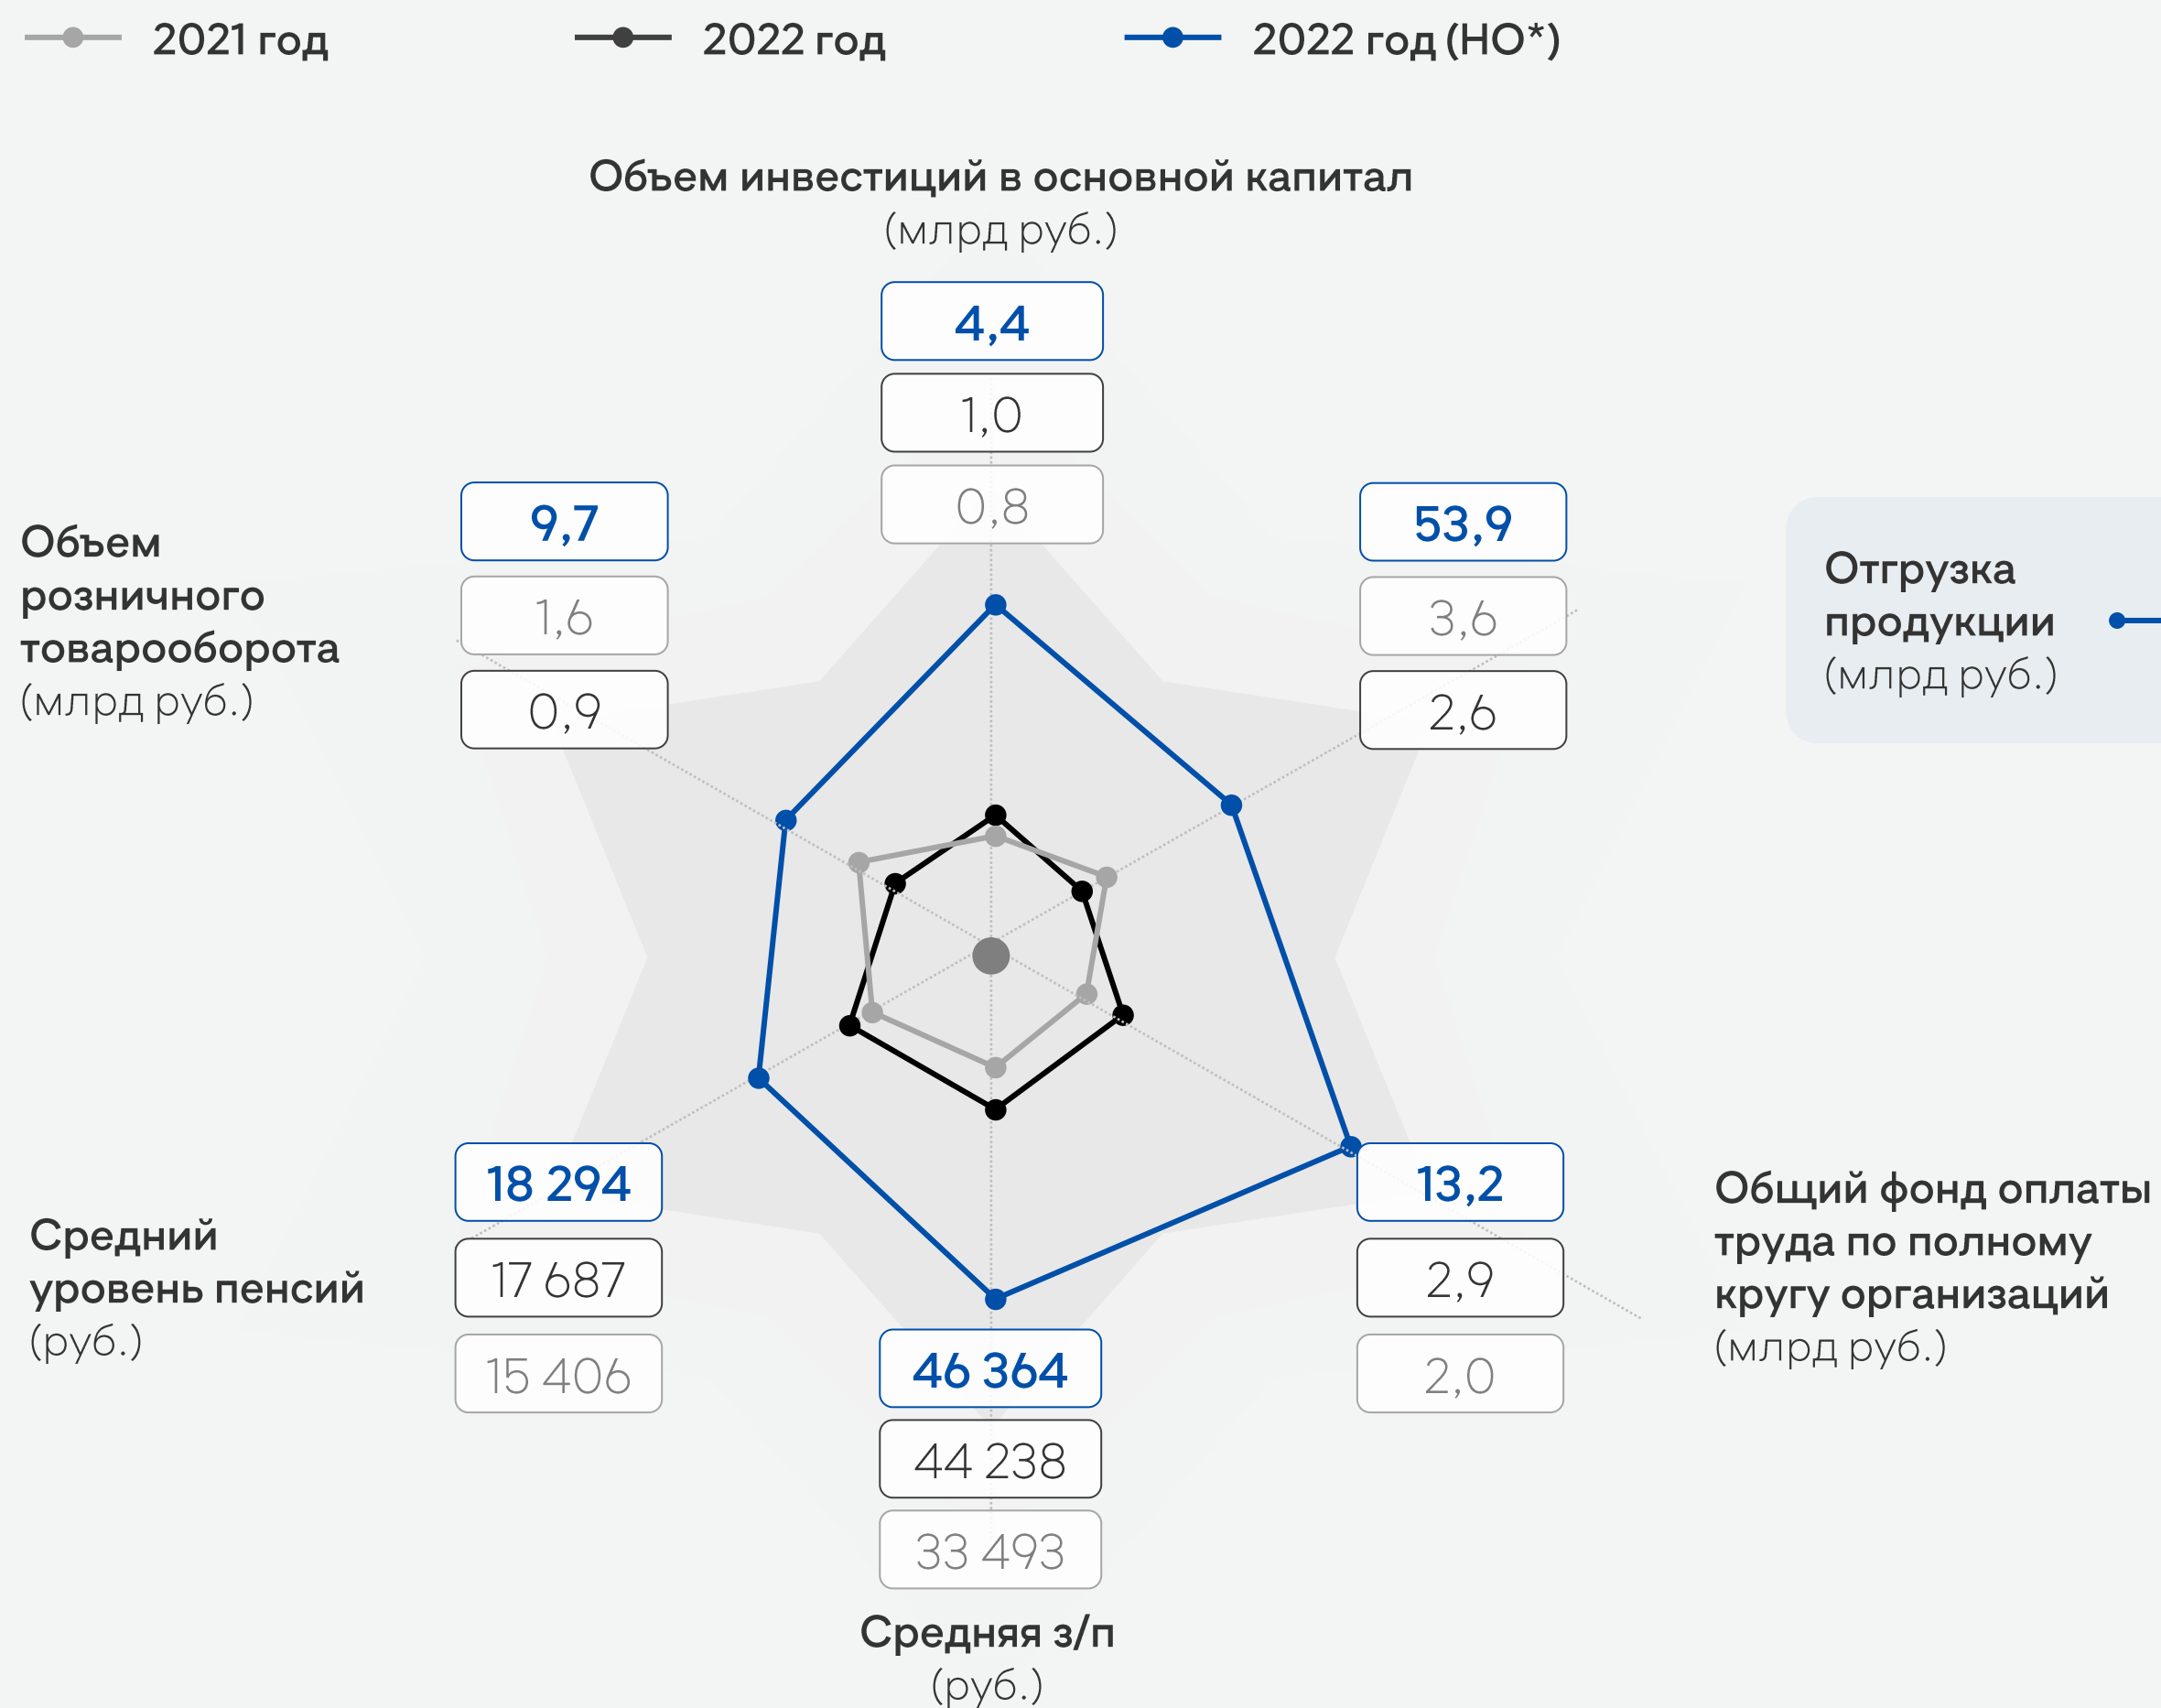 2021 год
2022 год
2022 год (НО*)
Объем инвестиций в основной капитал
(млрд руб.)
4,4
1,0
0,8
Объем
розничного
товарооборота
(млрд руб.)
9,7
1,6
0,9
53,9
3,6
2,6
Отгрузка
продукции
(млрд руб.)
Средний
уровень пенсий
(руб.)
18 294
17 687
15 406
46 364
44 238
33 493
Средняя з/п
(руб.)
13,2
2,9
2,0
Общий фонд оплаты
труда по полному
кругу организаций
(млрд руб.)